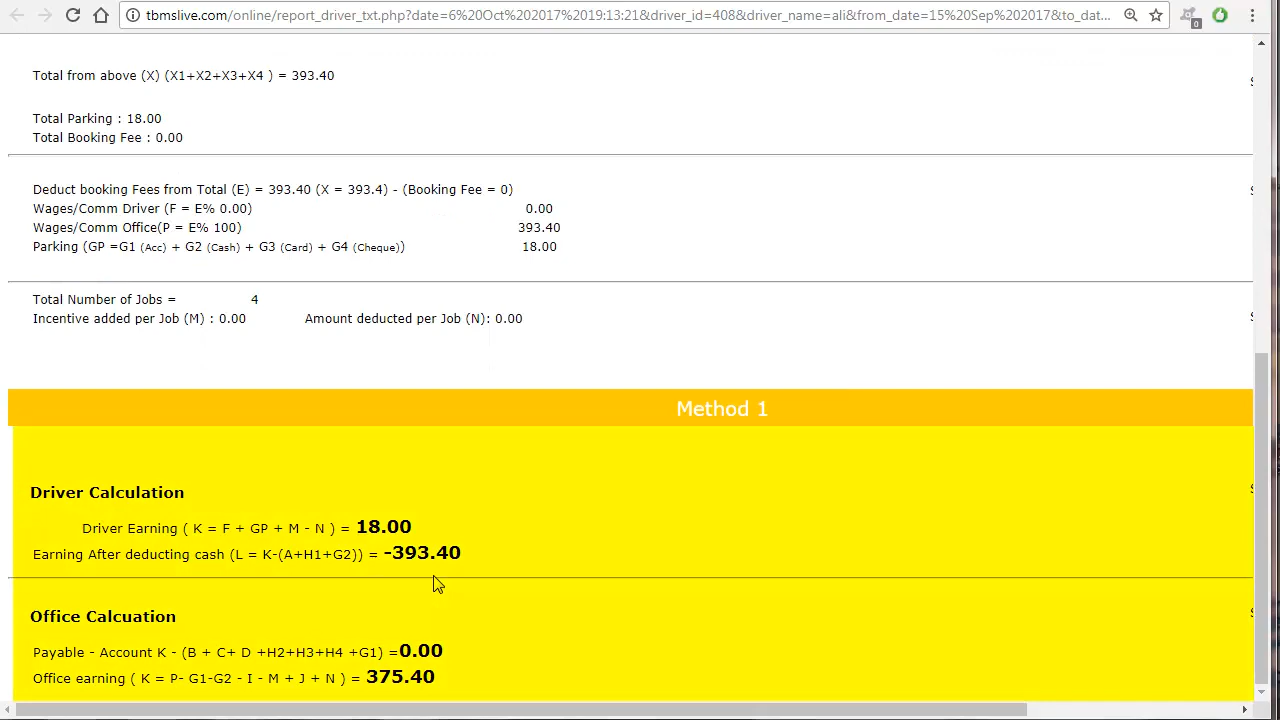 tbmslive.com/online/report_driver_txt.php?date=6%20Oct%202017%2019:13:21&driver_id=408&driver_name=ali&from_date=15%20Sep%202017&to_dat...
0
Total from above (X) (X1+X2+X3+X4 ) = 393.40
Total Parking : 18.00
Total Booking Fee : 0.00
Deduct booking Fees from Total (E) = 393.40 (X = 393.4) - (Booking Fee = 0)
Wages/Comm Driver (F = E% 0.00) 0.00
Wages/Comm Office(P = E% 100) 393.40
Parking (GP =G1 (Acc) + G2 (Cash) + G3 (Card) + G4 (Cheque)) 18.00
Total Number of Jobs = 4
Incentive added per Job (M) : 0.00 Amount deducted per Job (N): 0.00
Method 1
Driver Calculation
Driver Earning ( K = F + GP + M - N ) = 18.00
Earning After deducting cash (L = K-(A+H1+G2)) = -393.40
Office Calcuation
Payable - Account K - (B + C+ D +H2+H3+H4 +G1) =0.00
Office earning ( K = P- G1-G2 - I - M + J + N ) = 375.40